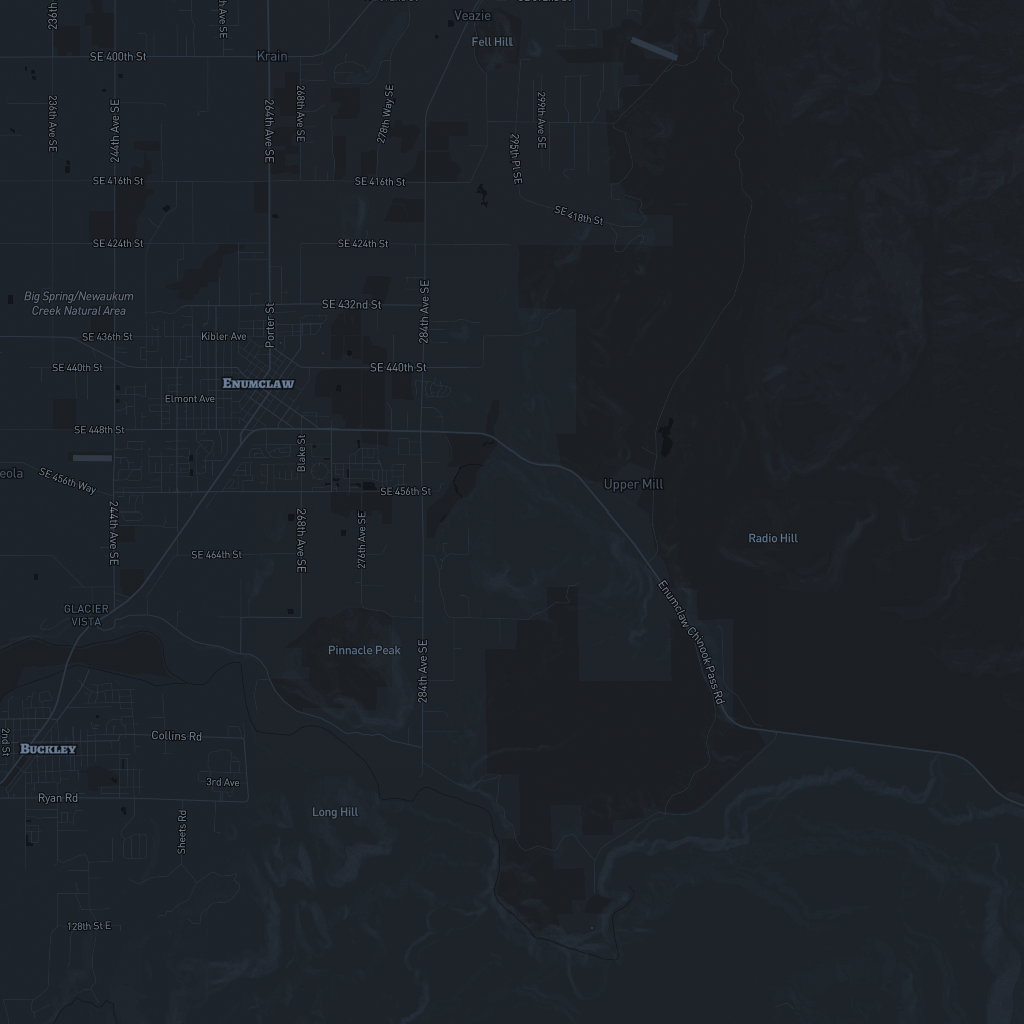 Veazie
Fell Hill
236th
SE 400th St
Krain
236th Ave SE
244th Ave SE
264th Ave SE
268th Ave SE
278th Way SE
299th Ave SE
295th Pl SE
SE 416th St
SE 416th St
SE 418th St
SE 424th St
SE 424th St
Big Spring/Newaukum
Creek Natural Area
SE 432nd St
284th Ave SE
Porter St
SE 436th St
Kibler Ave
SE 440th St
SE 440th St
Enumclaw
Elmont Ave
SE 448th St
Blake St
eola
SE 456th Way
SE 456th St
Upper Mill
244th Ave SE
268th Ave SE
276th Ave SE
Radio Hill
SE 464th St
GLACIER
VISTA
Enumclaw Chinook Pass Rd
Pinnacle Peak
284th Ave SE
2nd St
Buckley
Collins Rd
3rd Ave
Ryan Rd
Sheets Rd
Long Hill
128th St E